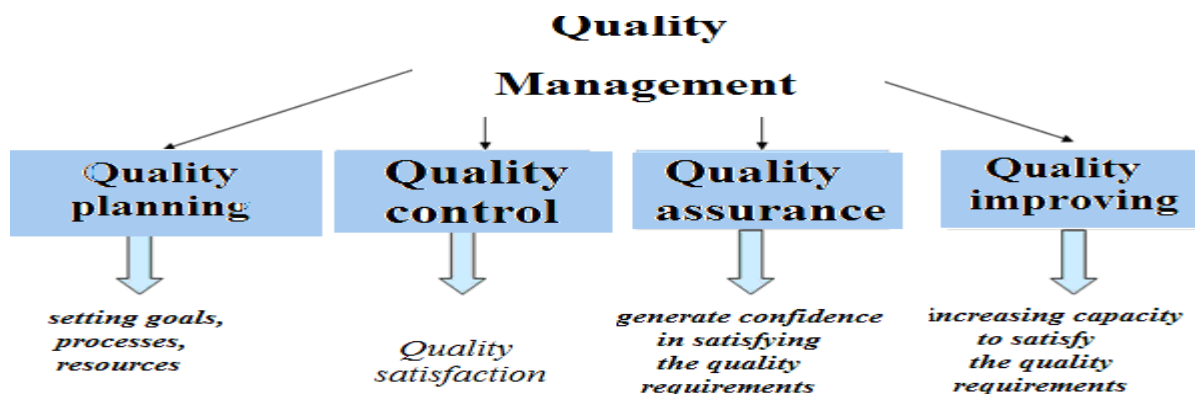 Quality
Management
Quality
planning
Quality
control
Quality
assurance
Quality
improving
setting goals,
processes,
resources
Quality
satisfaction
generate confidence
in satisfying
the quality
requirements
increasing capacity
to satisfy
the quality
requirements